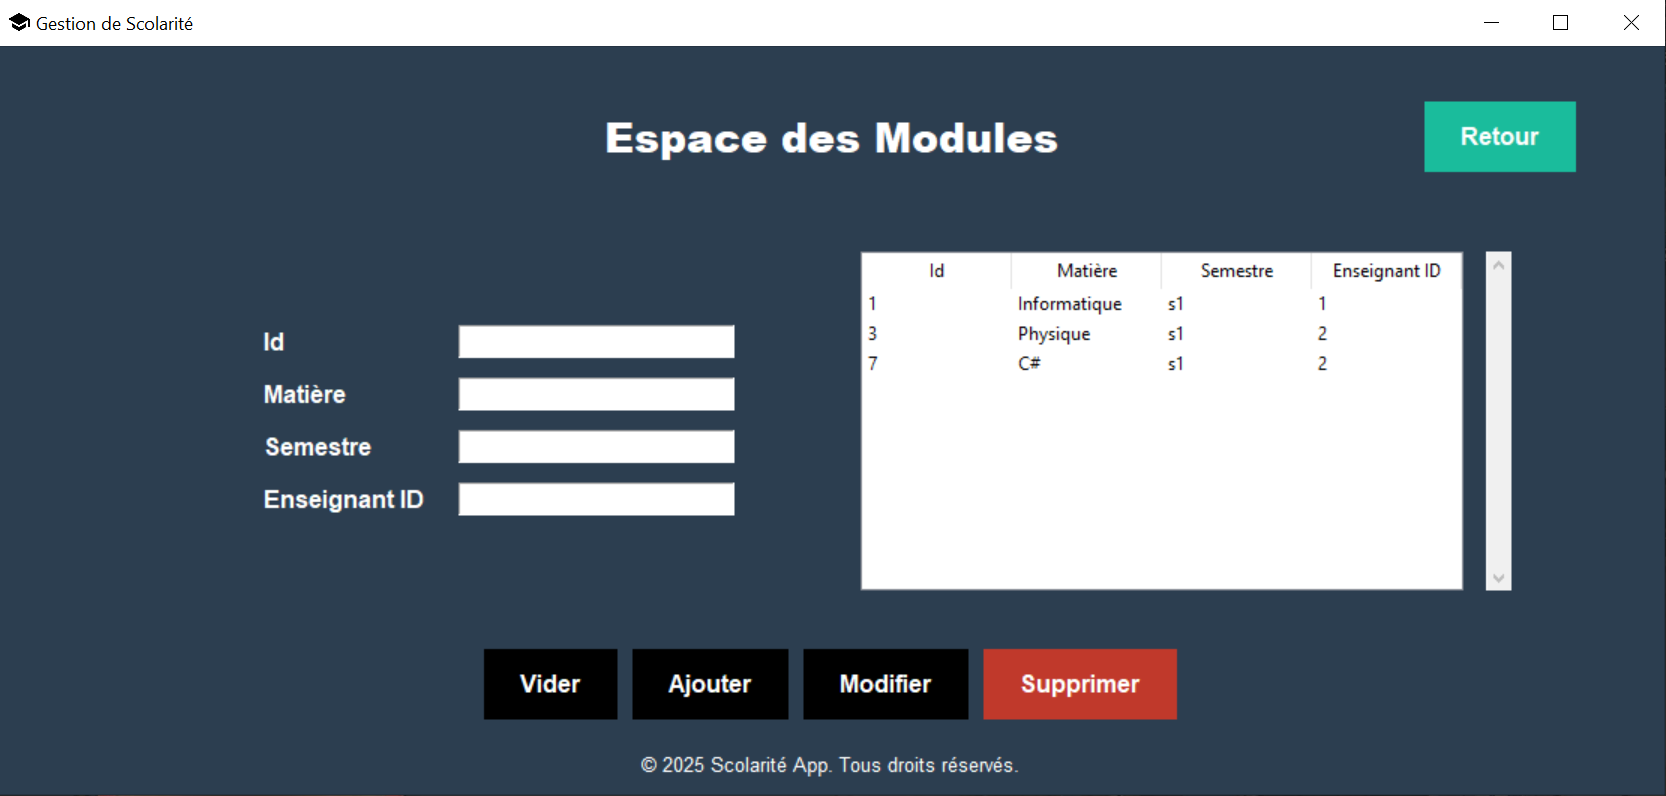 Gestion de Scolarité
Espace des Modules
Retour
Id
Matière
Semestre
Enseignant ID
Id Matière Semestre Enseignant ID
1 Informatique s1 1
3 Physique s1 2
7 C# s1 2
Vider Ajouter Modifier Supprimer
© 2025 Scolarité App. Tous droits réservés.